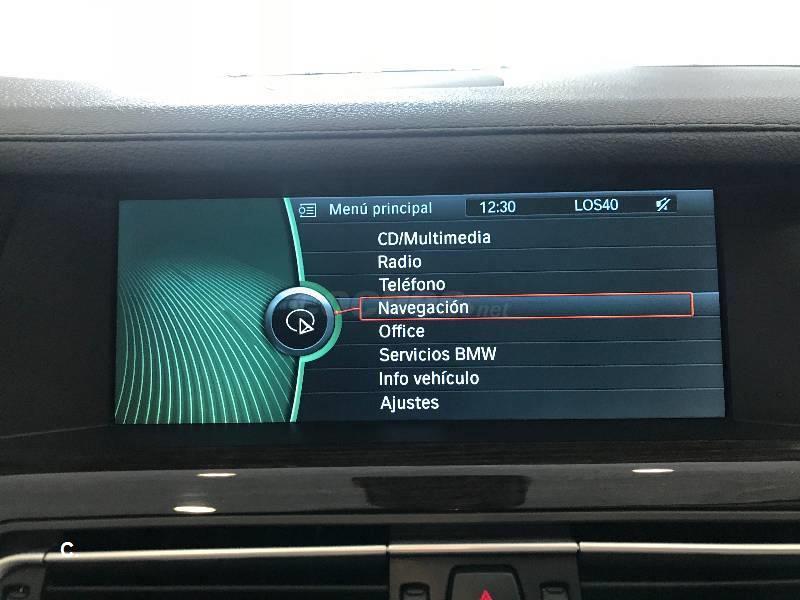 Menú principal 12:30 LOS40
CD/Multimedia
Radio
Teléfono
Navegación
Office
Servicios BMW
Info vehículo
Ajustes
C